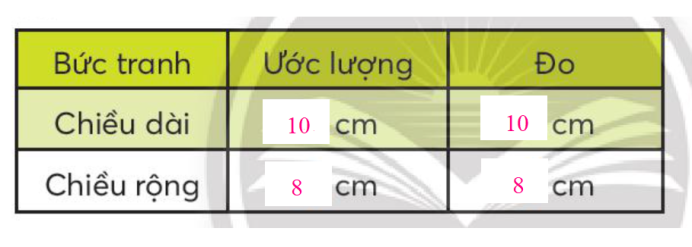 Bức tranh Ước lượng Đo
Chiều dài 10 cm 10 cm
Chiều rộng 8 cm 8 cm